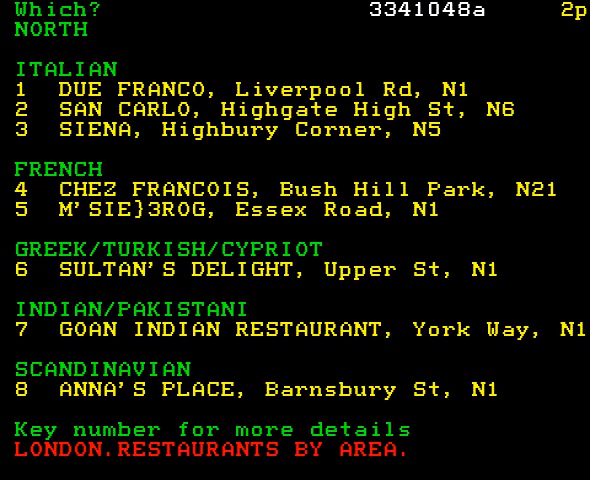 Which? 3341048a 2p
NORTH
ITALIAN
1 DUE FRANCO, Liverpool Rd, N1
2 SAN CARLO, Highgate High St, N6
3 SIENA, Highbury Corner, N5
FRENCH
4 CHEZ FRANCOIS, Bush Hill Park, N21
5 M'SIE}3ROG, Essex Road, N1
GREEK/TURKISH/CYPRIOT
6 SULTAN'S DELIGHT, Upper St, N1
INDIAN/PAKISTANI
7 GOAN INDIAN RESTAURANT, York Way, N1
SCANDINAVIAN
8 ANNA'S PLACE, Barnsbury St, N1
Key number for more details
LONDON.RESTAURANTS BY AREA.